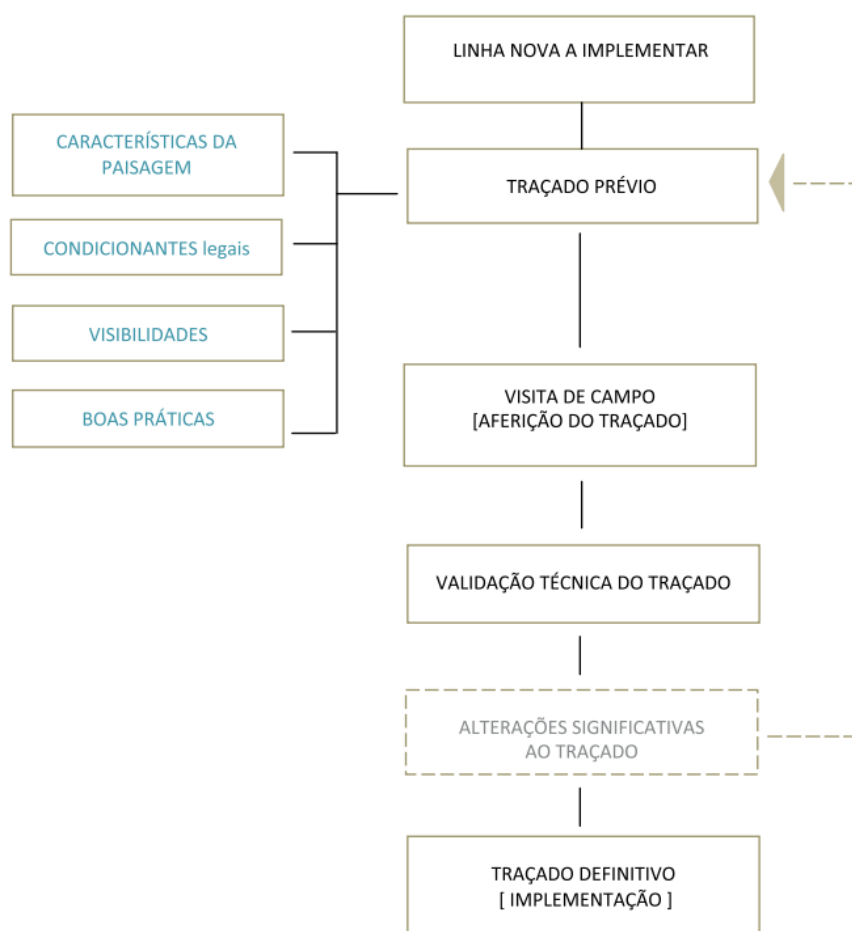 LINHA NOVA A IMPLEMENTAR
CARACTERÍSTICAS DA
PAISAGEM
TRAÇADO PRÉVIO
CONDICIONANTES legais
VISIBILIDADES
BOAS PRÁTICAS
VISITA DE CAMPO
[AFERIÇÃO DO TRAÇADO]
VALIDAÇÃO TÉCNICA DO TRAÇADO
ALTERAÇÕES SIGNIFICATIVAS
AO TRAÇADO
TRAÇADO DEFINITIVO
[ IMPLEMENTAÇÃO ]